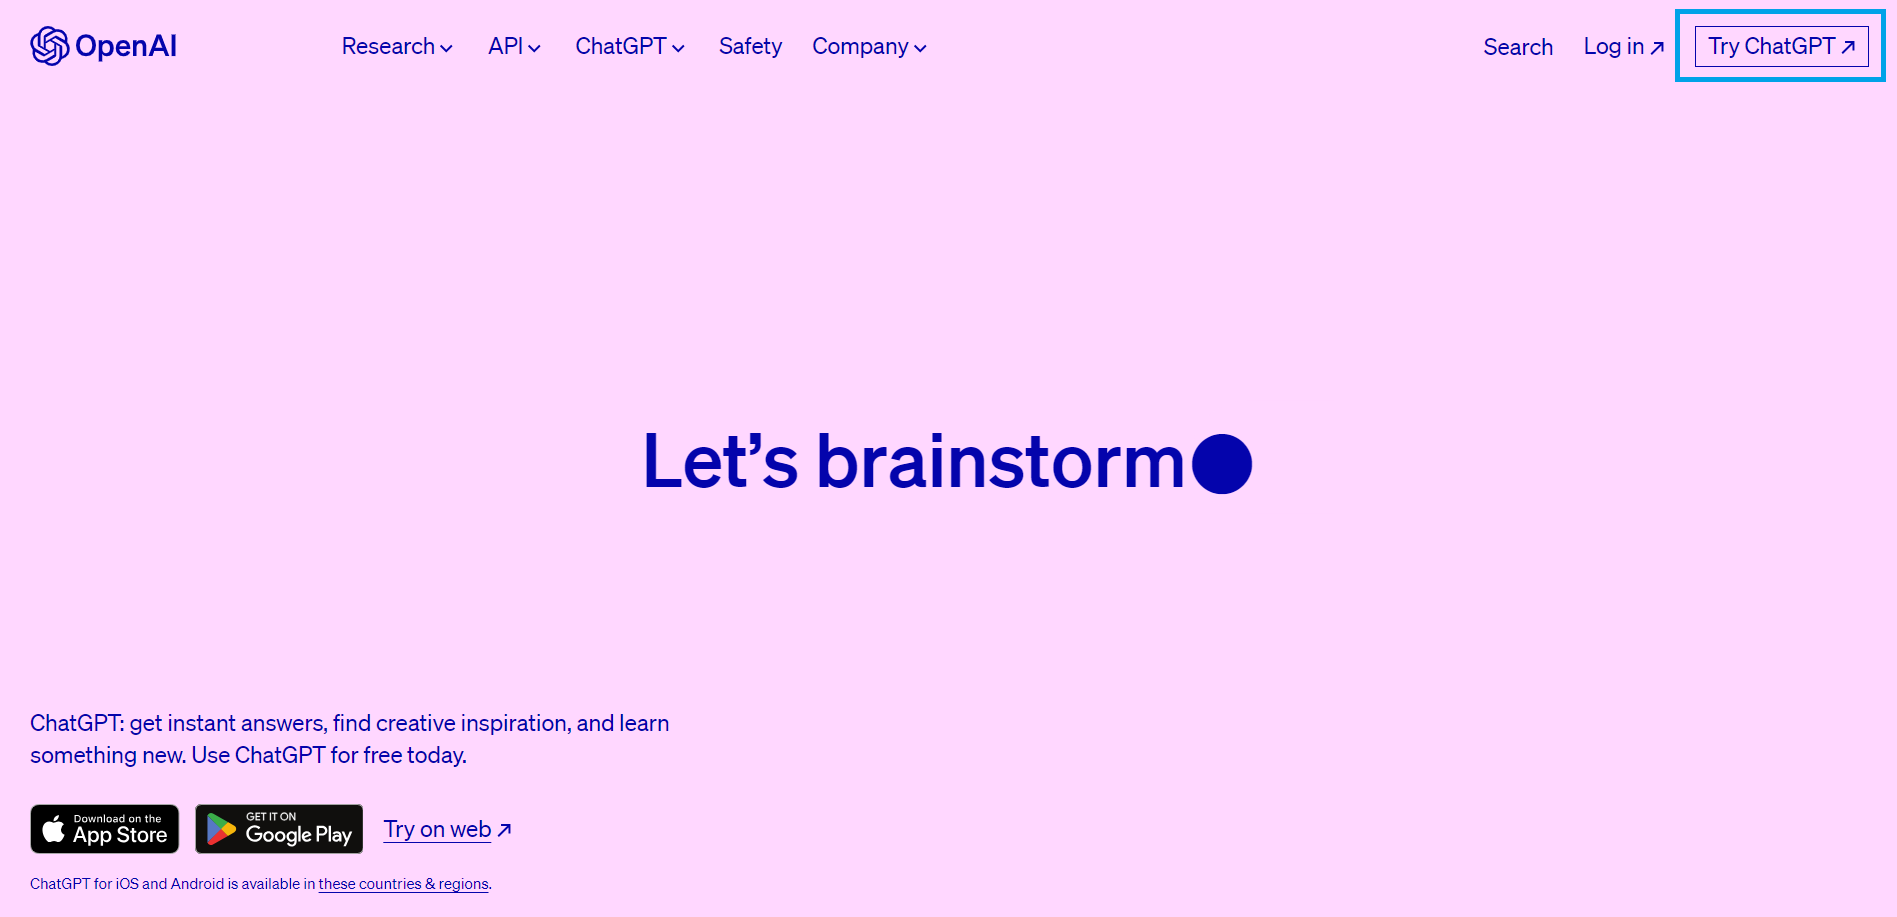 OpenAI
Research
API
ChatGPT
Safety
Company
Search
Log in
Try ChatGPT
Let’s brainstorm
ChatGPT: get instant answers, find creative inspiration, and learn
something new. Use ChatGPT for free today.
Download on the
App Store
GET IT ON
Google Play
Try on web
ChatGPT for iOS and Android is available in these countries & regions.